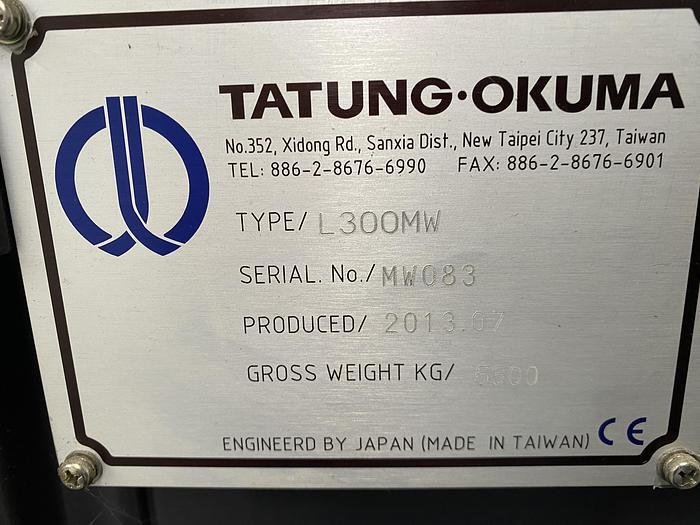 TATUNG·OKUMA
No.352, Xidong Rd., Sanxia Dist., New Taipei City 237, Taiwan
TEL: 886-2-8676-6990 FAX: 886-2-8676-6901
TYPE/ L300MW
SERIAL. No./ MW083
PRODUCED/ 2013.07
GROSS WEIGHT KG/
ENGINEERD BY JAPAN (MADE IN TAIWAN) CE